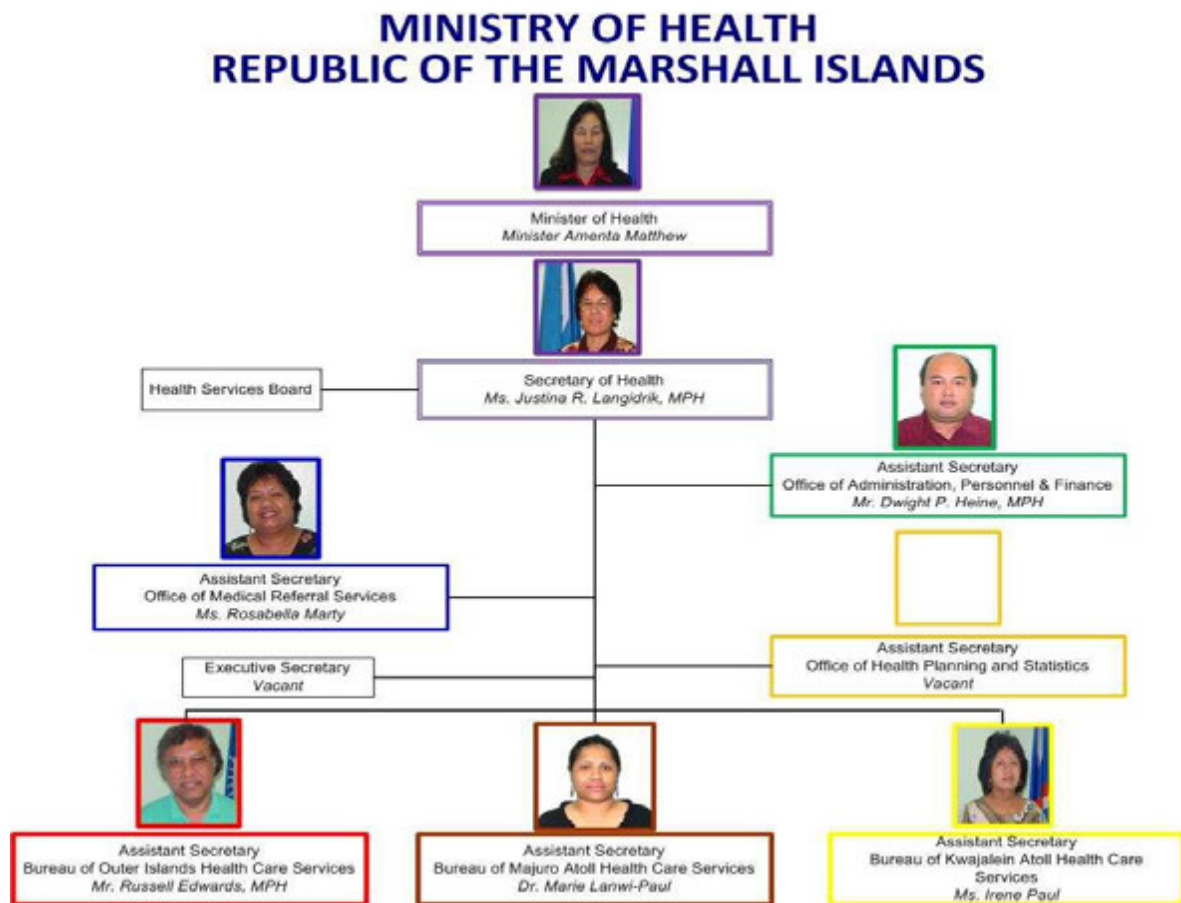 MINISTRY OF HEALTH
REPUBLIC OF THE MARSHALL ISLANDS
Minister of Health
Minister Amenta Matthew
Health Services Board
Secretary of Health
Ms. Justina R. Langidrik, MPH
Assistant Secretary
Office of Administration, Personnel & Finance
Mr. Dwight P. Heine, MPH
Assistant Secretary
Office of Medical Referral Services
Ms. Rosabella Marty
Executive Secretary
Vacant
Assistant Secretary
Office of Health Planning and Statistics
Vacant
Assistant Secretary
Bureau of Outer Islands Health Care Services
Mr. Russell Edwards, MPH
Assistant Secretary
Bureau of Majuro Atoll Health Care Services
Dr. Marie Lanwi-Paul
Assistant Secretary
Bureau of Kwajalein Atoll Health Care
Services
Ms. Irene Paul